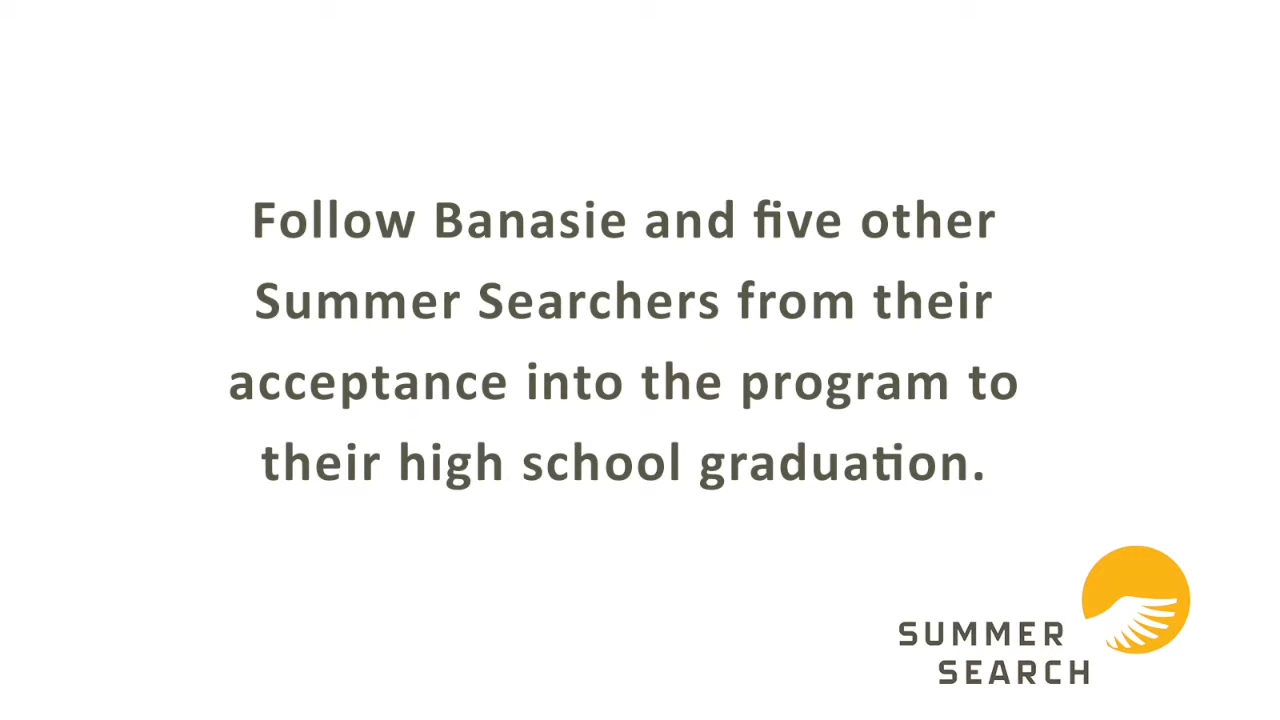 Follow Banasie and five other
Summer Searchers from their
acceptance into the program to
their high school graduation.
SUMMER
SEARCH